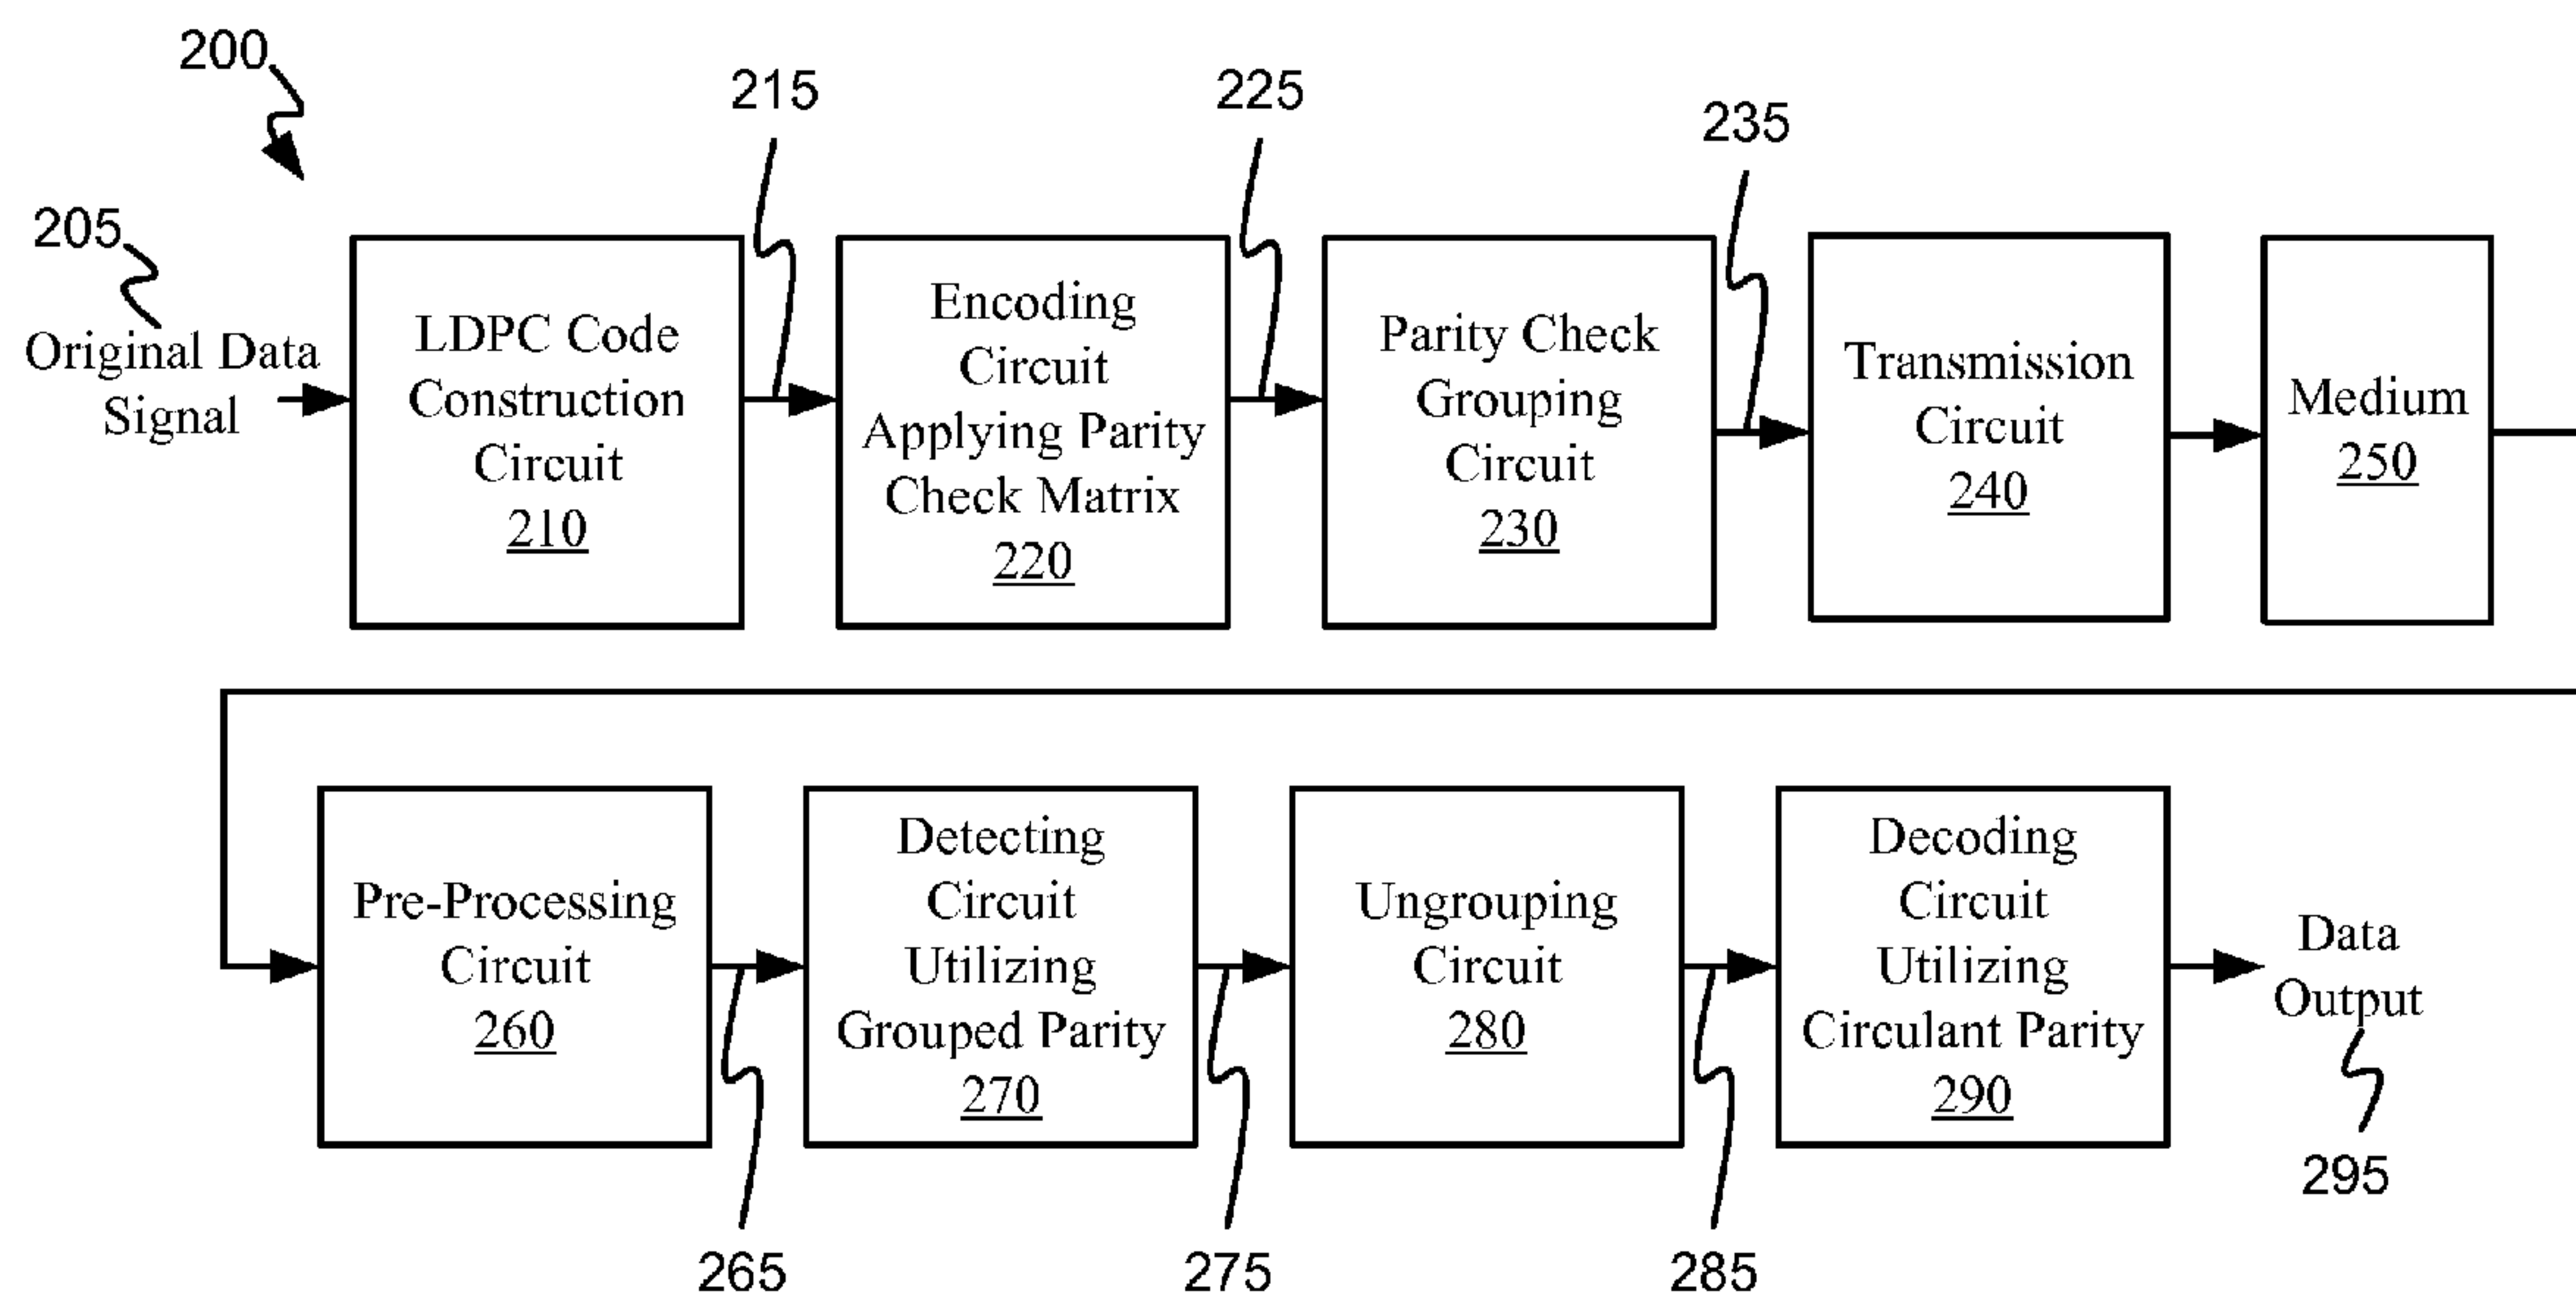 200
215
225
235
205
Original Data
Signal
LDPC Code
Construction
Circuit
210
Encoding
Circuit
Applying Parity
Check Matrix
220
Parity Check
Grouping
Circuit
230
Transmission
Circuit
240
Medium
250
Pre-Processing
Circuit
260
Detecting
Circuit
Utilizing
Grouped Parity
270
Ungrouping
Circuit
280
Decoding
Circuit
Utilizing
Circulant Parity
290
Data
Output
295
265
275
285